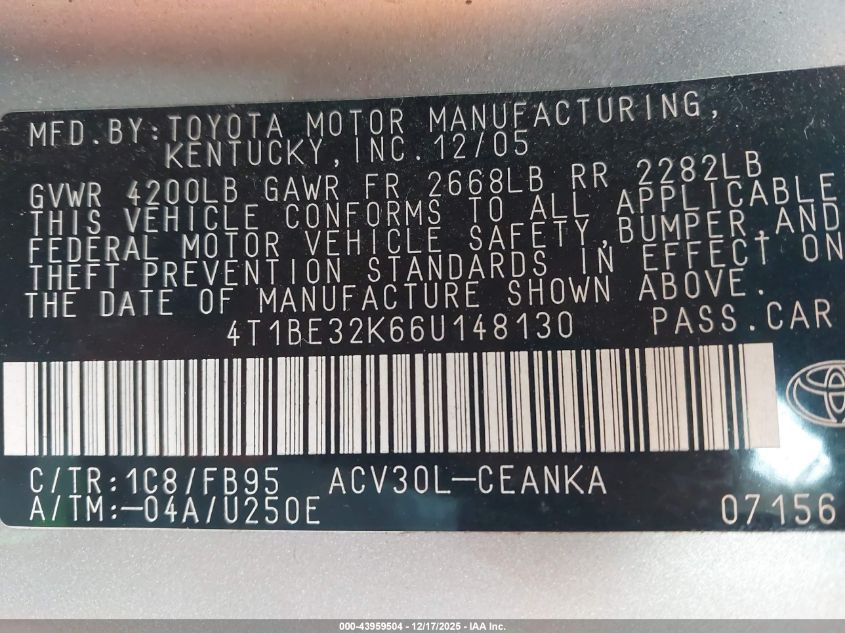 MFD.BY:TOYOTA MOTOR MANUFACTURING,
KENTUCKY,INC.12/05
GVWR 4200LB GAWR FR 2668LB RR 2282LB
THIS VEHICLE CONFORMS TO ALL APPLICABLE
FEDERAL MOTOR VEHICLE SAFETY,BUMPER,AND
THEFT PREVENTION STANDARDS IN EFFECT ON
THE DATE OF MANUFACTURE SHOWN ABOVE.
4T1BE32K66U148130 PASS.CAR
C/TR:1C8/FB95 ACV30L-CEANKA
A/TM:-04A/U250E 07156
000-43959504 | 12/17/2025 - IAA Inc.